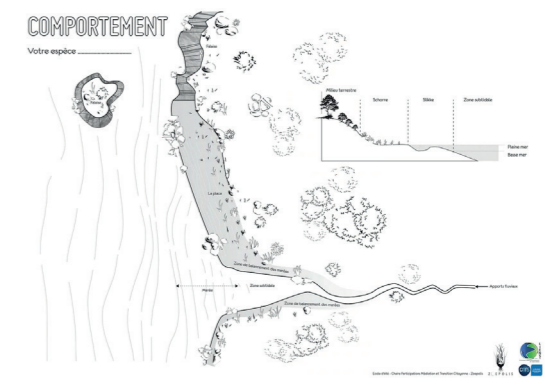 COMPORTEMENT
Votre espèce
Falaise
Milieu terrestre
Schorre
Slikke
Zone subtidale
Pleine mer
Basse mer
La plage
Zone de balancement des marées
Marée
Zone subtidale
Apports fluviaux
Zone de balancement des marées
ZOEPOLIS